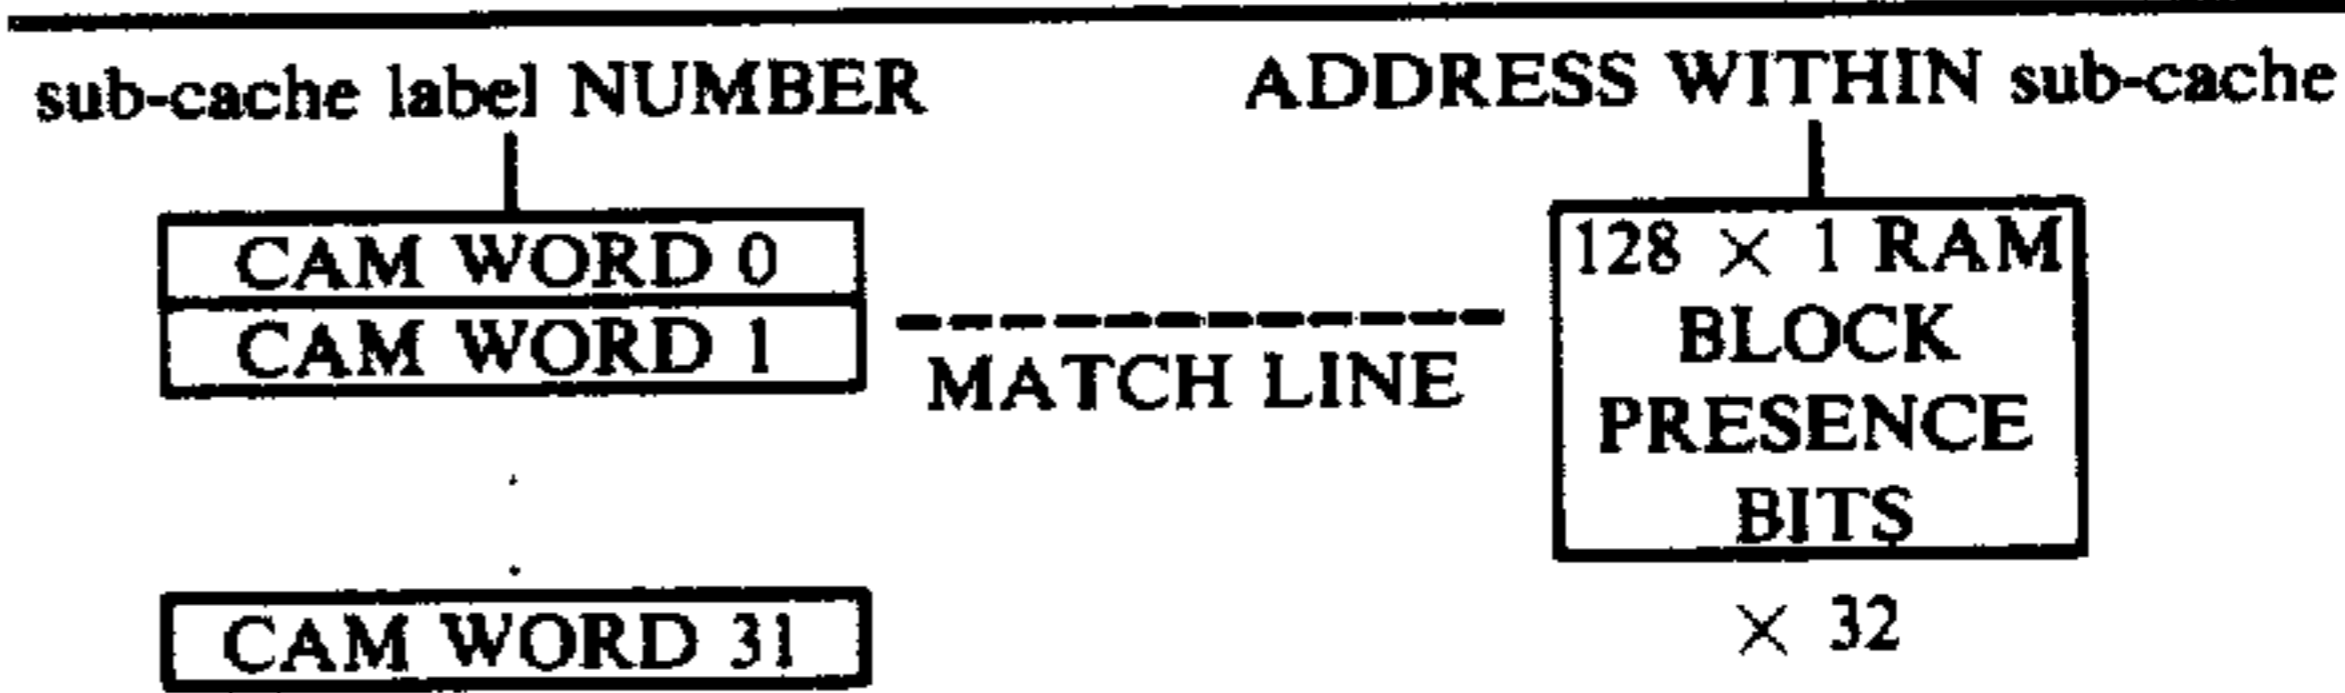 sub-cache label NUMBER
ADDRESS WITHIN sub-cache
CAM WORD 0
CAM WORD 1
MATCH LINE
128 × 1 RAM
BLOCK
PRESENCE
BITS
.
.
CAM WORD 31
× 32